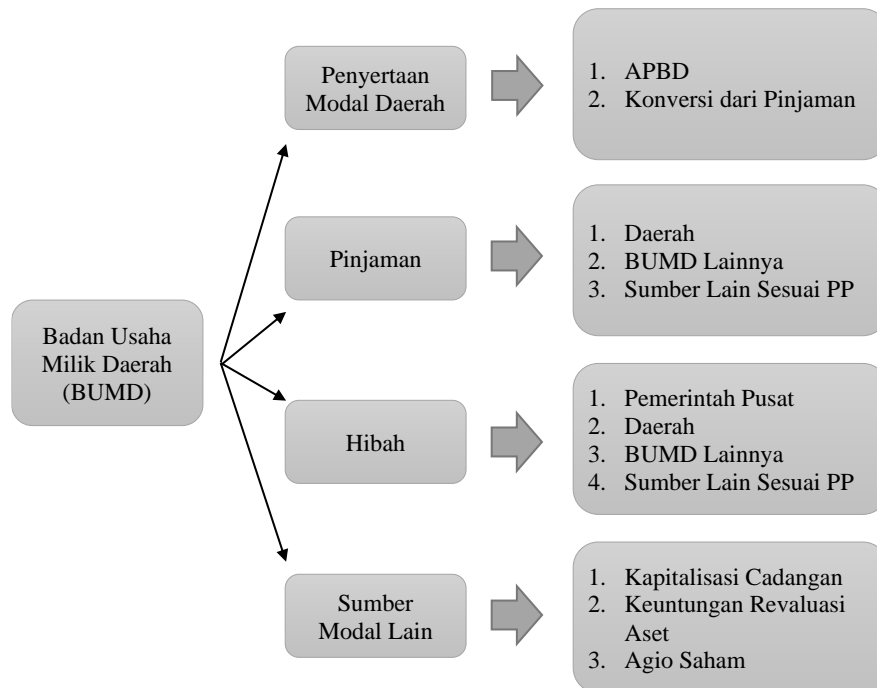 Badan Usaha
Milik Daerah
(BUMD)
Penyertaan
Modal Daerah
1. APBD
2. Konversi dari Pinjaman
Pinjaman
1. Daerah
2. BUMD Lainnya
3. Sumber Lain Sesuai PP
Hibah
1. Pemerintah Pusat
2. Daerah
3. BUMD Lainnya
4. Sumber Lain Sesuai PP
Sumber
Modal Lain
1. Kapitalisasi Cadangan
2. Keuntungan Revaluasi
Aset
3. Agio Saham